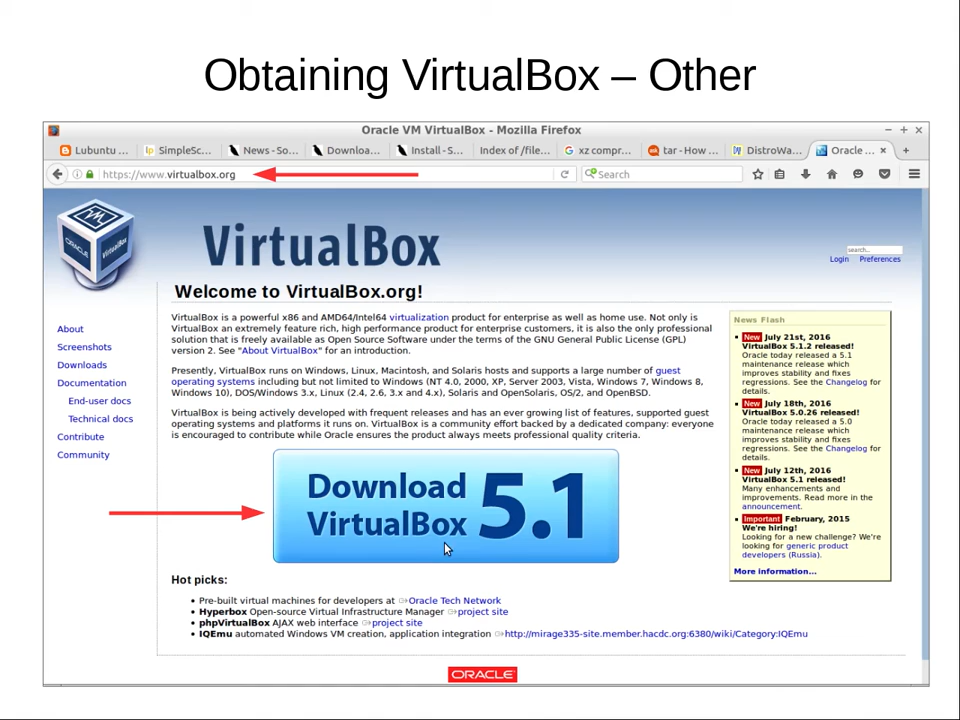 Obtaining VirtualBox – Other
Oracle VM VirtualBox - Mozilla Firefox
Lubuntu ...
SimpleSc...
News - So...
Downloa...
Install - S...
Index of /file...
xz compr...
tar - How ...
DistroWa...
Oracle ...
https://www.virtualbox.org
Search
ORACLE
VirtualBox
VirtualBox
search...
Login Preferences
Welcome to VirtualBox.org!
About
Screenshots
Downloads
Documentation
End-user docs
Technical docs
Contribute
Community
VirtualBox is a powerful x86 and AMD64/Intel64 virtualization product for enterprise as well as home use. Not only is
VirtualBox an extremely feature rich, high performance product for enterprise customers, it is also the only professional
solution that is freely available as Open Source Software under the terms of the GNU General Public License (GPL)
version 2. See "About VirtualBox" for an introduction.
Presently, VirtualBox runs on Windows, Linux, Macintosh, and Solaris hosts and supports a large number of guest
operating systems including but not limited to Windows (NT 4.0, 2000, XP, Server 2003, Vista, Windows 7, Windows 8,
Windows 10), DOS/Windows 3.x, Linux (2.4, 2.6, 3.x and 4.x), Solaris and OpenSolaris, OS/2, and OpenBSD.
VirtualBox is being actively developed with frequent releases and has an ever growing list of features, supported guest
operating systems and platforms it runs on. VirtualBox is a community effort backed by a dedicated company: everyone
is encouraged to contribute while Oracle ensures the product always meets professional quality criteria.
Download
VirtualBox
5.1
Hot picks:
• Pre-built virtual machines for developers at Oracle Tech Network
• Hyperbox Open-source Virtual Infrastructure Manager project site
• phpVirtualBox AJAX web interface project site
• IQEmu automated Windows VM creation, application integration http://mirage335-site.member.hacdc.org:6380/wiki/Category:IQEmu
News Flash
New July 21st, 2016
VirtualBox 5.1.2 released!
Oracle today released a 5.1
maintenance release which
improves stability and fixes
regressions. See the Changelog for
details.
New July 18th, 2016
VirtualBox 5.0.26 released!
Oracle today released a 5.0
maintenance release which
improves stability and fixes
regressions. See the Changelog for
details.
New July 12th, 2016
VirtualBox 5.1 released!
Many enhancements and
improvements. Read more in the
announcement.
Important February, 2015
We're hiring!
Looking for a new challenge? We're
looking for generic product
developers (Russia).
More information...
ORACLE